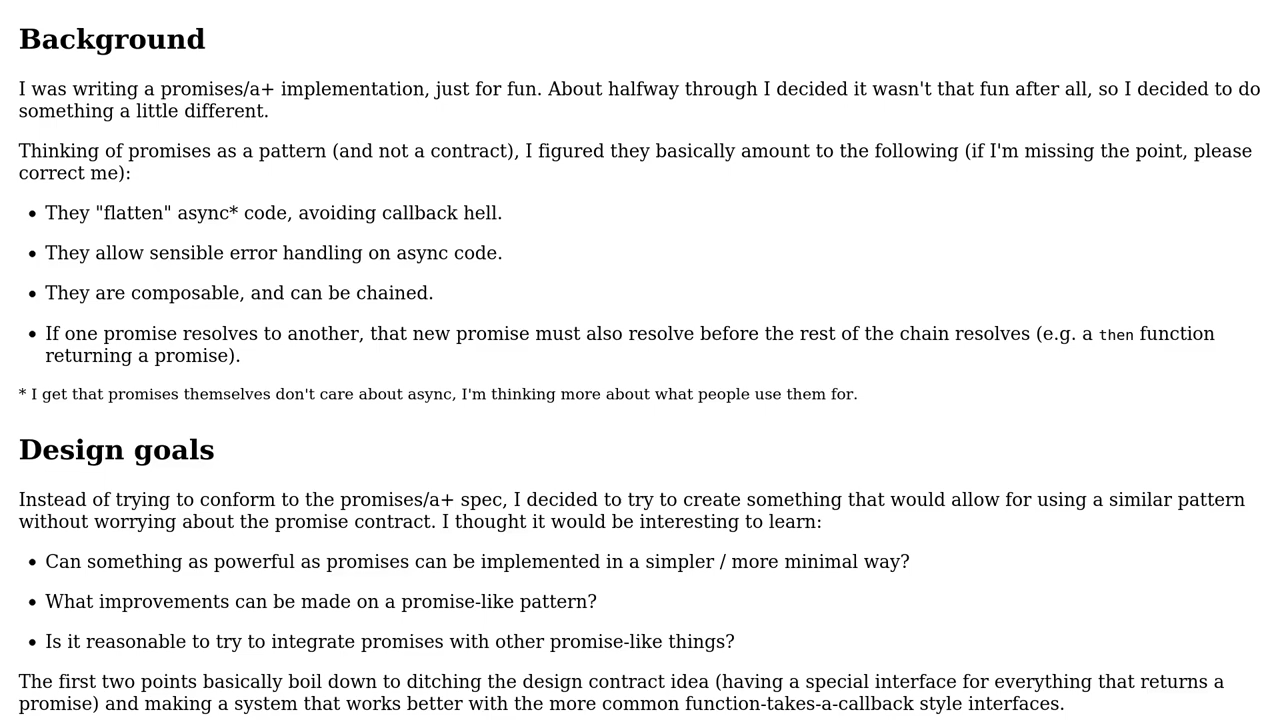 Background
I was writing a promises/a+ implementation, just for fun. About halfway through I decided it wasn't that fun after all, so I decided to do
something a little different.
Thinking of promises as a pattern (and not a contract), I figured they basically amount to the following (if I'm missing the point, please
correct me):
• They "flatten" async* code, avoiding callback hell.
• They allow sensible error handling on async code.
• They are composable, and can be chained.
• If one promise resolves to another, that new promise must also resolve before the rest of the chain resolves (e.g. a then function
returning a promise).
* I get that promises themselves don't care about async, I'm thinking more about what people use them for.
Design goals
Instead of trying to conform to the promises/a+ spec, I decided to try to create something that would allow for using a similar pattern
without worrying about the promise contract. I thought it would be interesting to learn:
• Can something as powerful as promises can be implemented in a simpler / more minimal way?
• What improvements can be made on a promise-like pattern?
• Is it reasonable to try to integrate promises with other promise-like things?
The first two points basically boil down to ditching the design contract idea (having a special interface for everything that returns a
promise) and making a system that works better with the more common function-takes-a-callback style interfaces.